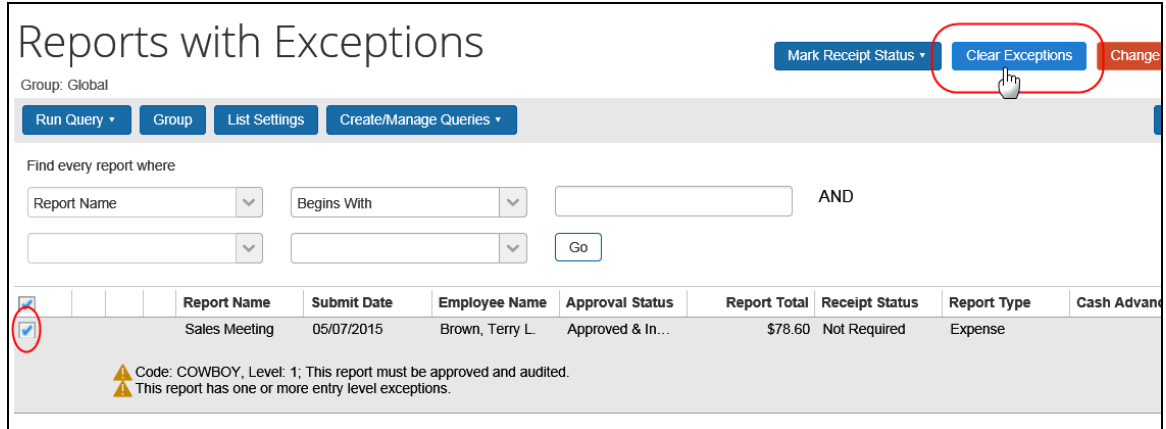 Reports with Exceptions
Mark Receipt Status
Clear Exceptions
Change
Group: Global
Run Query
Group
List Settings
Create/Manage Queries
Find every report where
Report Name
Begins With
AND
Go
Report Name Submit Date Employee Name Approval Status Report Total Receipt Status Report Type Cash Advanc
Sales Meeting 05/07/2015 Brown, Terry L. Approved & In... $78.60 Not Required Expense
Code: COWBOY, Level: 1; This report must be approved and audited.
This report has one or more entry level exceptions.